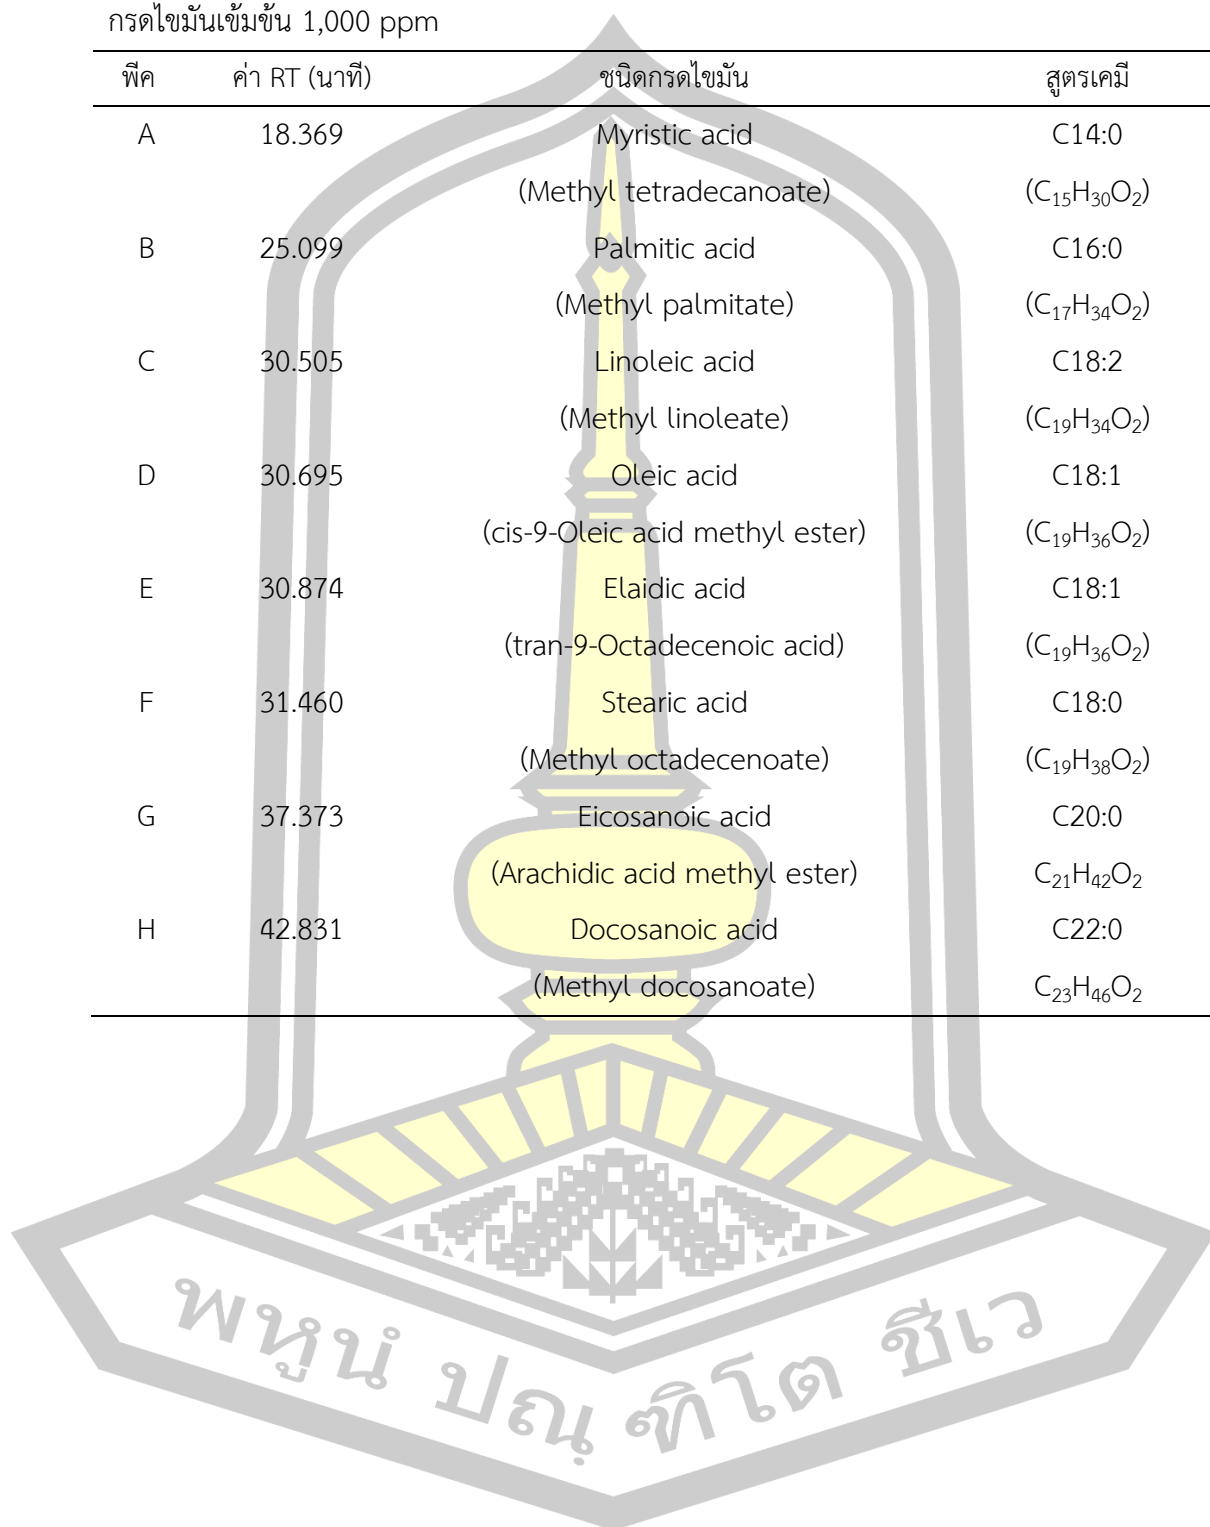 กรดไขมันเข้มข้น 1,000 ppm
พีค ค่า RT (นาที) ชนิดกรดไขมัน สูตรเคมี
A 18.369 Myristic acid C14:0
(Methyl tetradecanoate) (C₁₅H₃₀O₂)
B 25.099 Palmitic acid C16:0
(Methyl palmitate) (C₁₇H₃₄O₂)
C 30.505 Linoleic acid C18:2
(Methyl linoleate) (C₁₉H₃₄O₂)
D 30.695 Oleic acid C18:1
(cis-9-Oleic acid methyl ester) (C₁₉H₃₆O₂)
E 30.874 Elaidic acid C18:1
(tran-9-Octadecenoic acid) (C₁₉H₃₆O₂)
F 31.460 Stearic acid C18:0
(Methyl octadecenoate) (C₁₉H₃₈O₂)
G 37.373 Eicosanoic acid C20:0
(Arachidic acid methyl ester) C₂₁H₄₂O₂
H 42.831 Docosanoic acid C22:0
(Methyl docosanoate) C₂₃H₄₆O₂
พหูนํ ปณฺฑิโต ชีเว